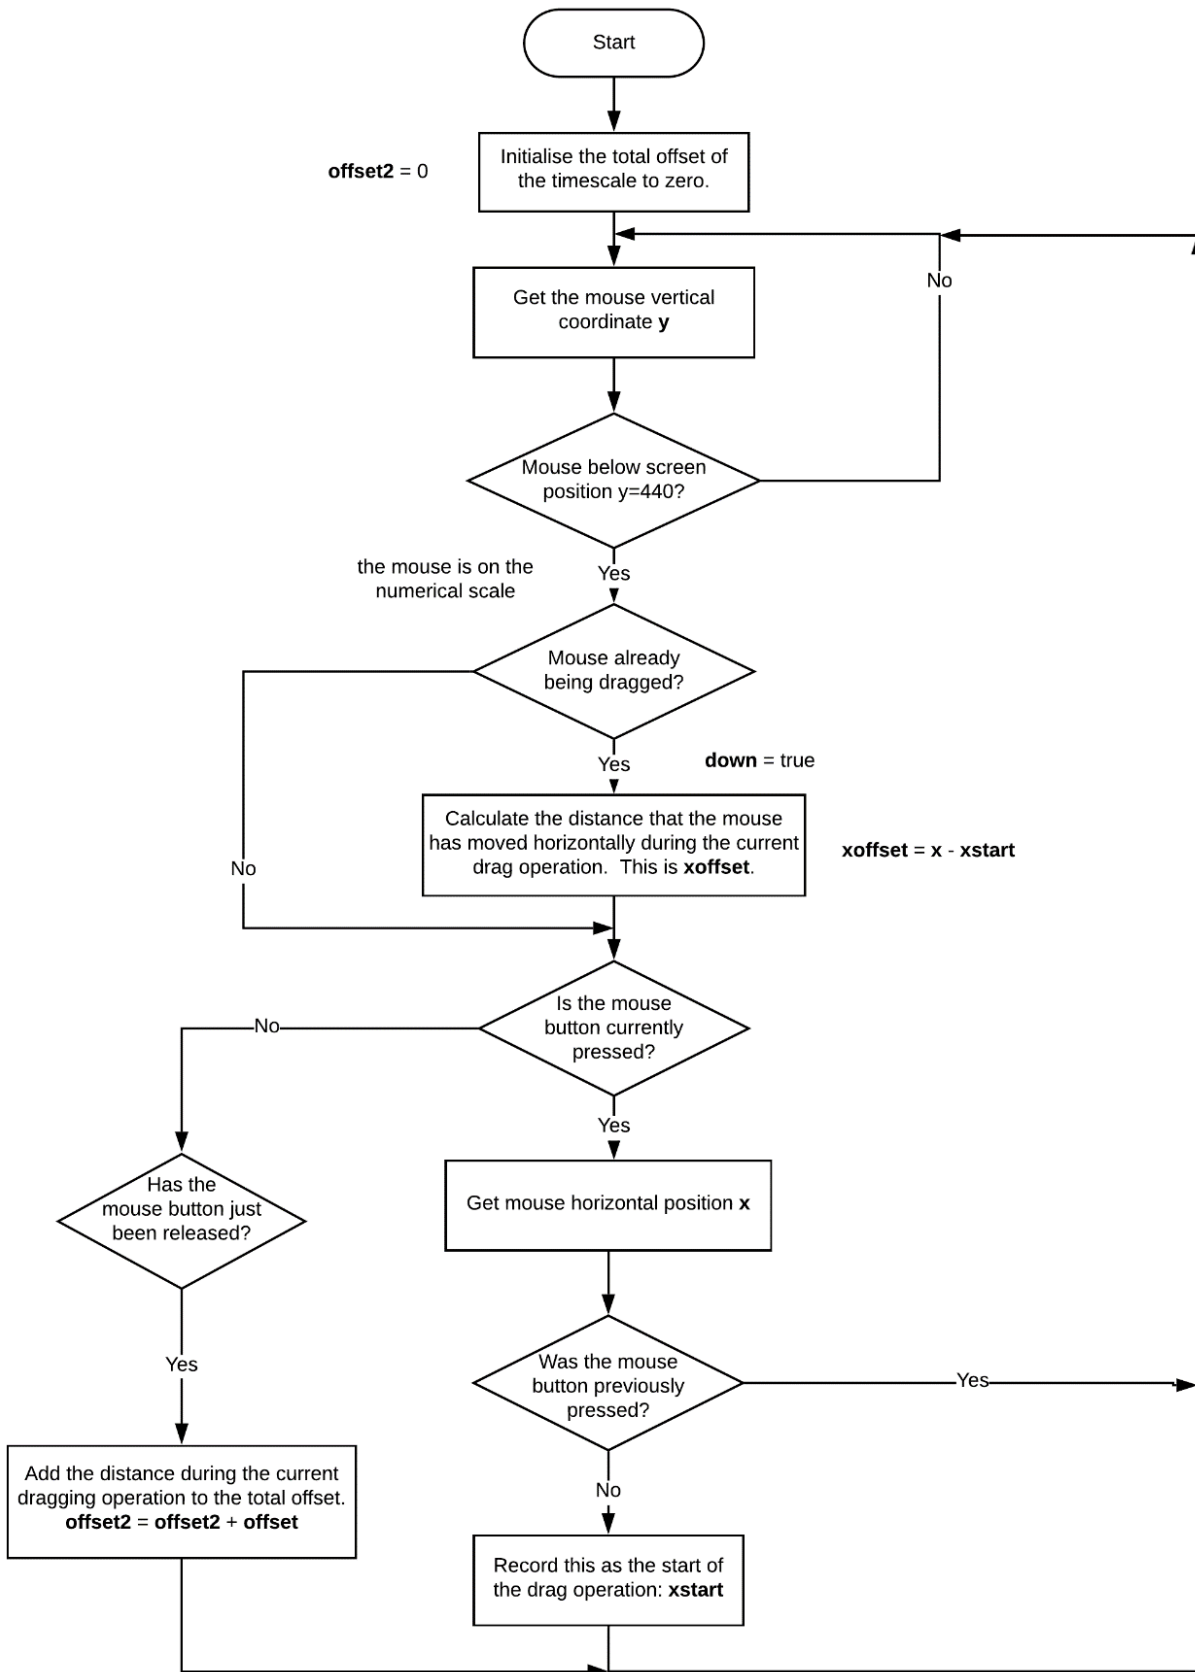 Start
Initialise the total offset of
the timescale to zero.
offset2 = 0
No
Get the mouse vertical
coordinate y
Mouse below screen
position y=440?
the mouse is on the
numerical scale
Yes
Mouse already
being dragged?
Yes
down = true
Calculate the distance that the mouse
has moved horizontally during the current
drag operation.  This is xoffset.
xoffset = x - xstart
No
Is the mouse
button currently
pressed?
No
Yes
Has the
mouse button just
been released?
Get mouse horizontal position x
Yes
Was the mouse
button previously
pressed?
Yes
Add the distance during the current
dragging operation to the total offset.
offset2 = offset2 + offset
No
Record this as the start of
the drag operation: xstart